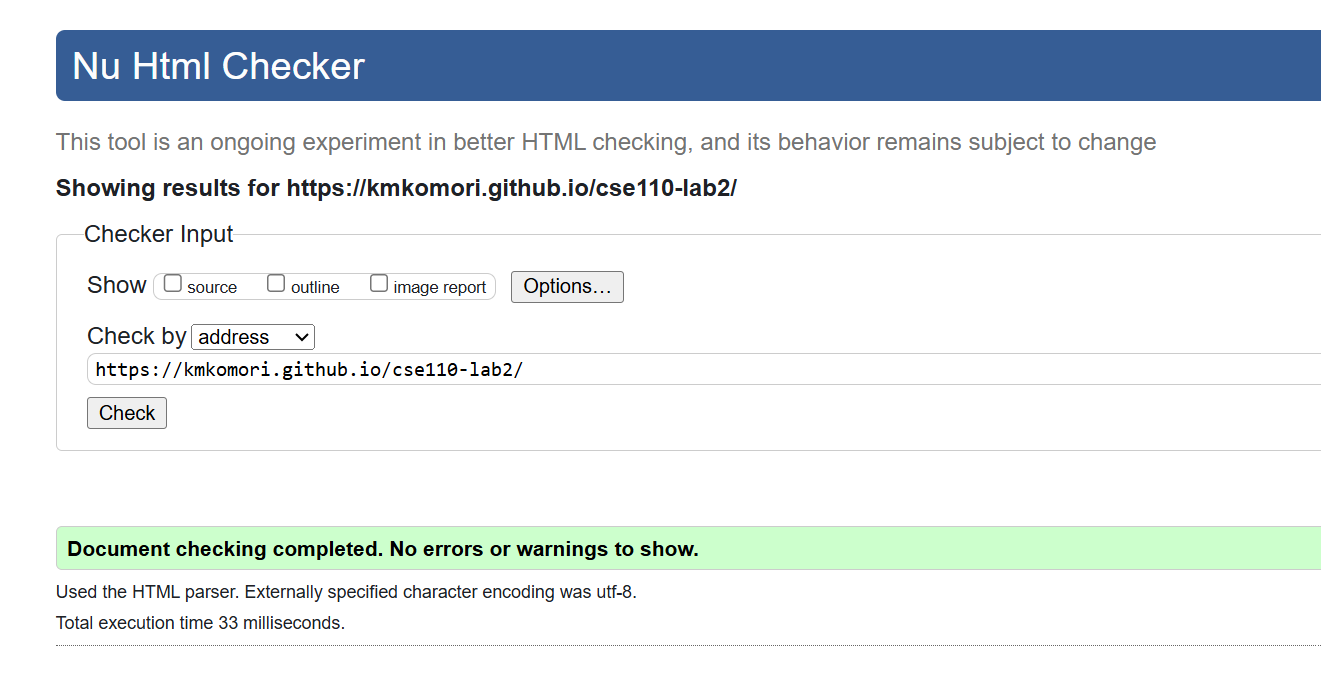 Nu Html Checker
This tool is an ongoing experiment in better HTML checking, and its behavior remains subject to change
Showing results for https://kmkomori.github.io/cse110-lab2/
Checker Input
Show source outline image report Options...
Check by address
https://kmkomori.github.io/cse110-lab2/
Check
Document checking completed. No errors or warnings to show.
Used the HTML parser. Externally specified character encoding was utf-8.
Total execution time 33 milliseconds.